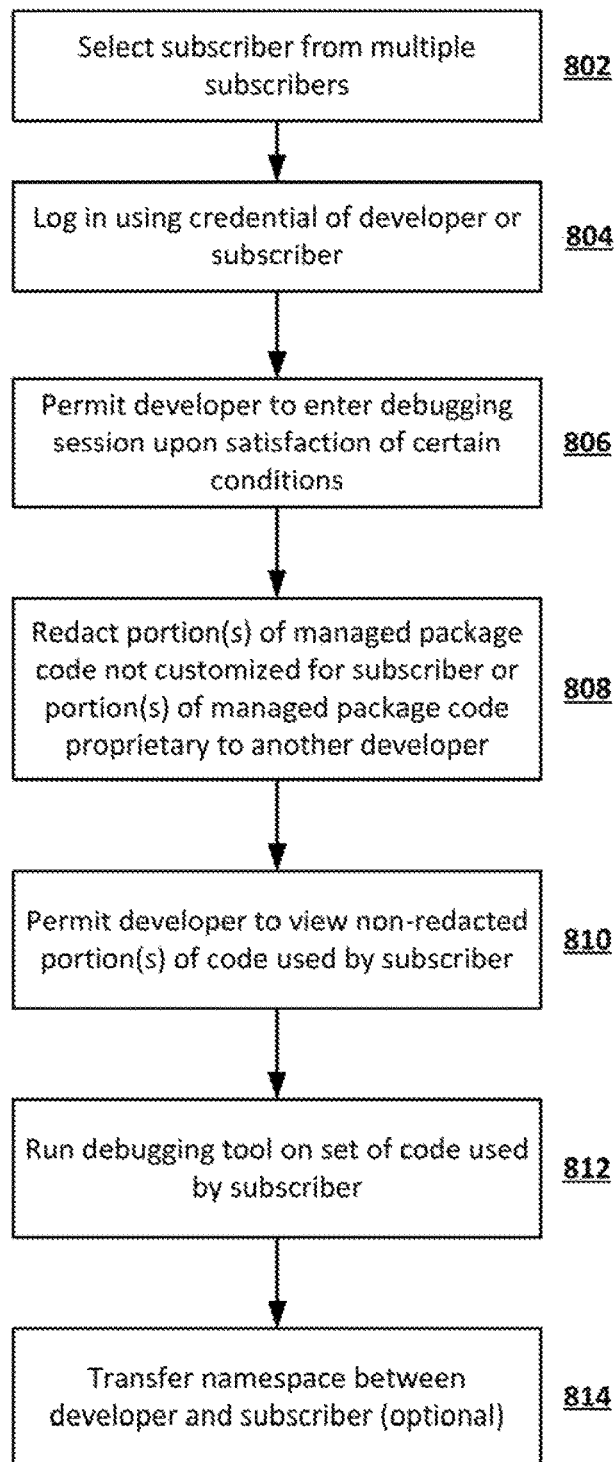 Select subscriber from multiple
subscribers
802
Log in using credential of developer or
subscriber
804
Permit developer to enter debugging
session upon satisfaction of certain
conditions
806
Redact portion(s) of managed package
code not customized for subscriber or
portion(s) of managed package code
proprietary to another developer
808
Permit developer to view non-redacted
portion(s) of code used by subscriber
810
Run debugging tool on set of code used
by subscriber
812
Transfer namespace between
developer and subscriber (optional)
814